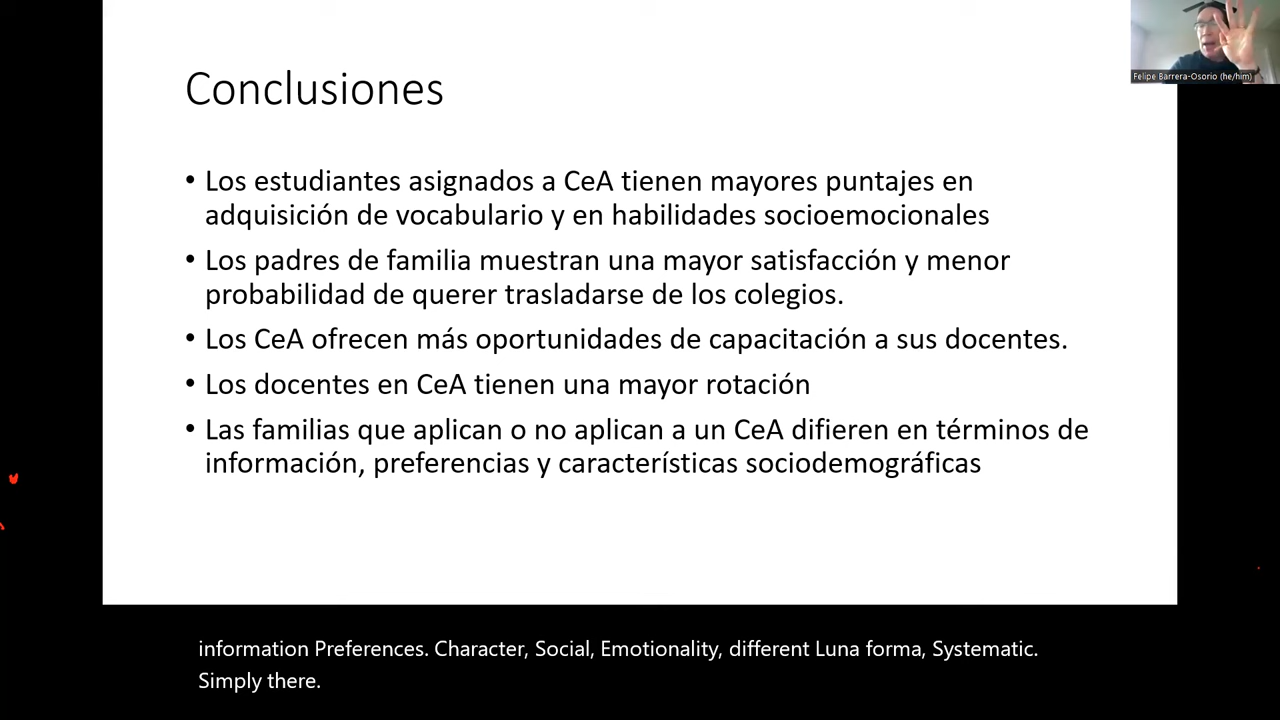 Felipe Barrera-Osorio (he/him)
Conclusiones
• Los estudiantes asignados a CeA tienen mayores puntajes en
adquisición de vocabulario y en habilidades socioemocionales
• Los padres de familia muestran una mayor satisfacción y menor
probabilidad de querer trasladarse de los colegios.
• Los CeA ofrecen más oportunidades de capacitación a sus docentes.
• Los docentes en CeA tienen una mayor rotación
• Las familias que aplican o no aplican a un CeA difieren en términos de
información, preferencias y características sociodemográficas
information Preferences. Character, Social, Emotionality, different Luna forma, Systematic.
Simply there.